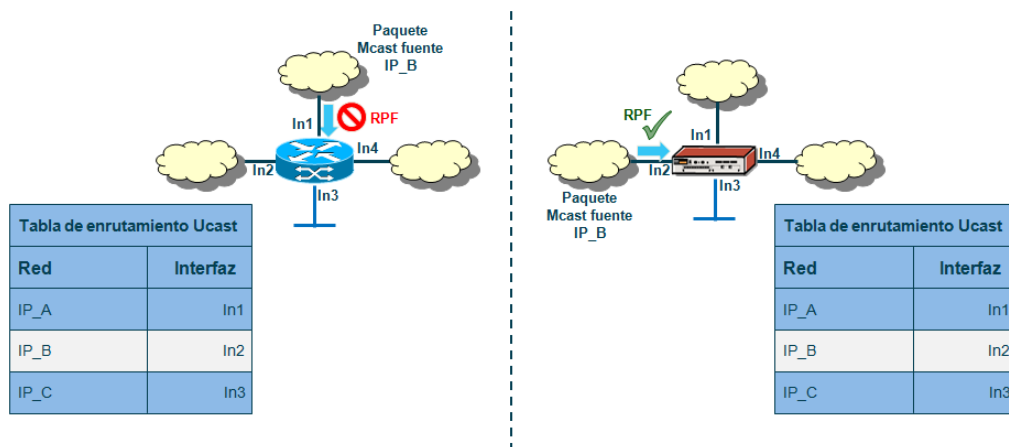 Paquete
Mcast fuente
IP_B
RPF
In1
In4
In2
In3
Tabla de enrutamiento Ucast
Red Interfaz
IP_A In1
IP_B In2
IP_C In3
RPF
In1
In4
In2
In3
Paquete
Mcast fuente
IP_B
Tabla de enrutamiento Ucast
Red Interfaz
IP_A In1
IP_B In2
IP_C In3